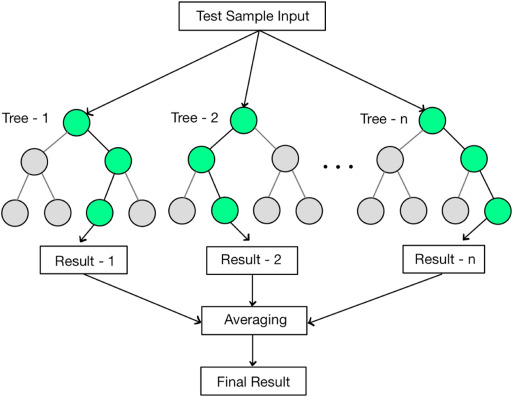 Test Sample Input
Tree - 1
Tree - 2
Tree - n
Result - 1
Result - 2
Result - n
Averaging
Final Result